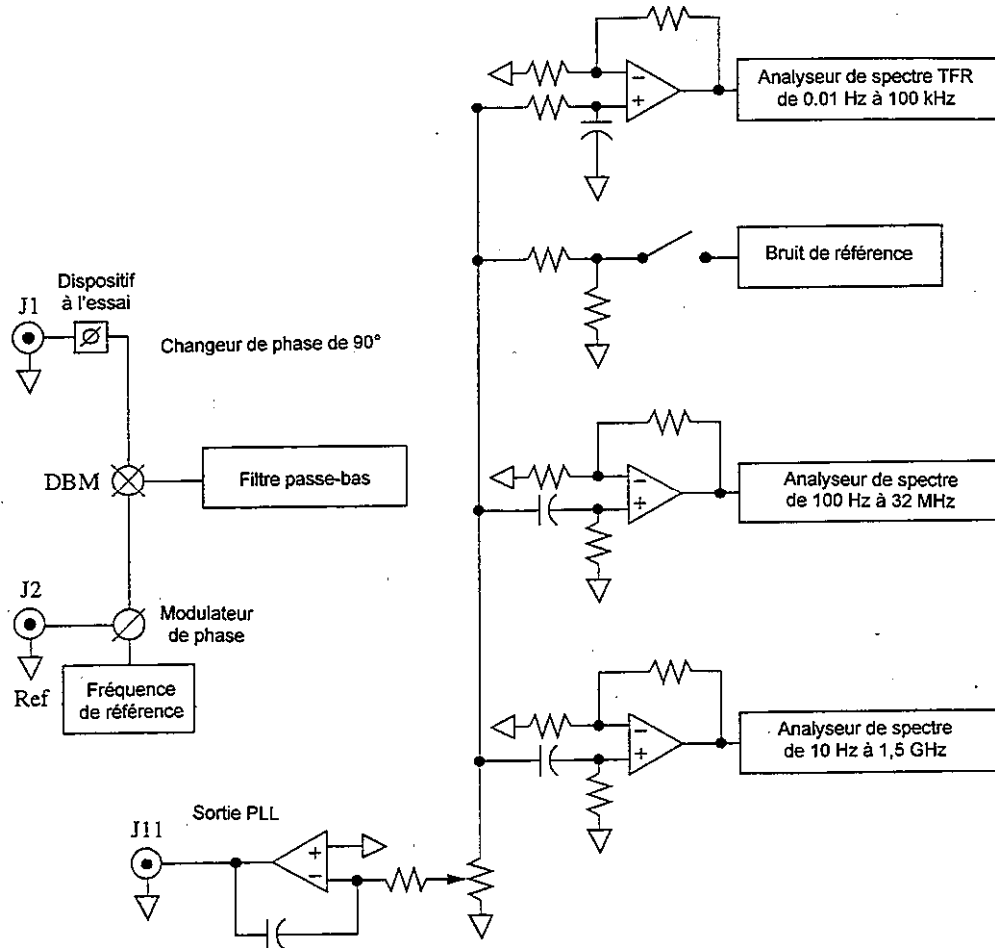 Analyseur de spectre TFR
de 0.01 Hz à 100 kHz
Bruit de référence
Dispositif
à l'essai
J1
Changeur de phase de 90°
DBM
Filtre passe-bas
Analyseur de spectre
de 100 Hz à 32 MHz
J2
Modulateur
de phase
Ref
Fréquence
de référence
Analyseur de spectre
de 10 Hz à 1,5 GHz
Sortie PLL
J11